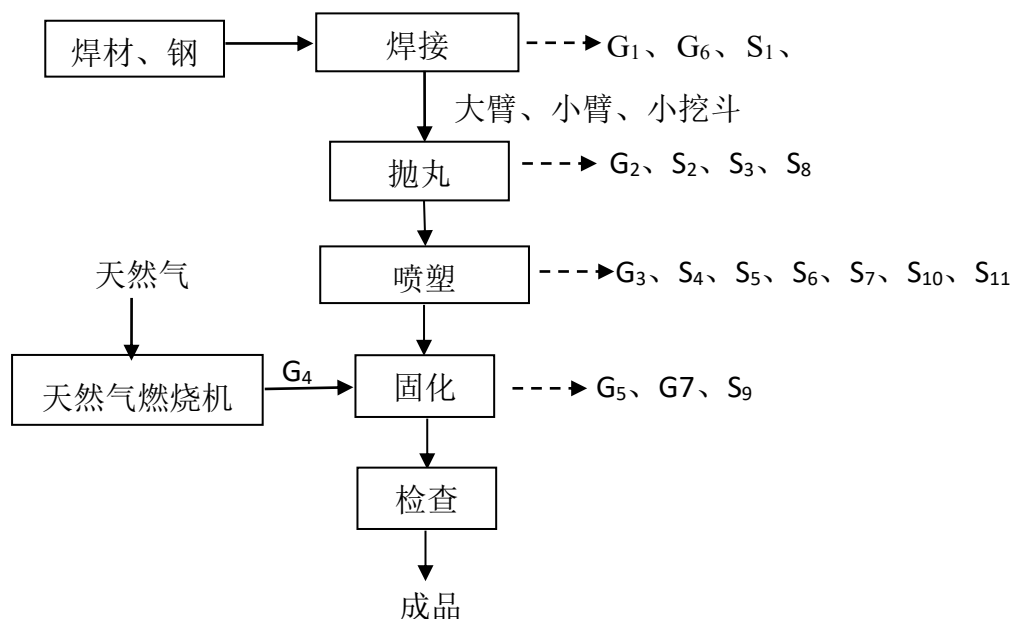 焊材、钢
焊接
G₁、G₆、S₁、
大臂、小臂、小挖斗
抛丸
G₂、S₂、S₃、S₈
天然气
喷塑
G₃、S₄、S₅、S₆、S₇、S₁₀、S₁₁
天然气燃烧机
G₄
固化
G₅、G7、S₉
检查
成品